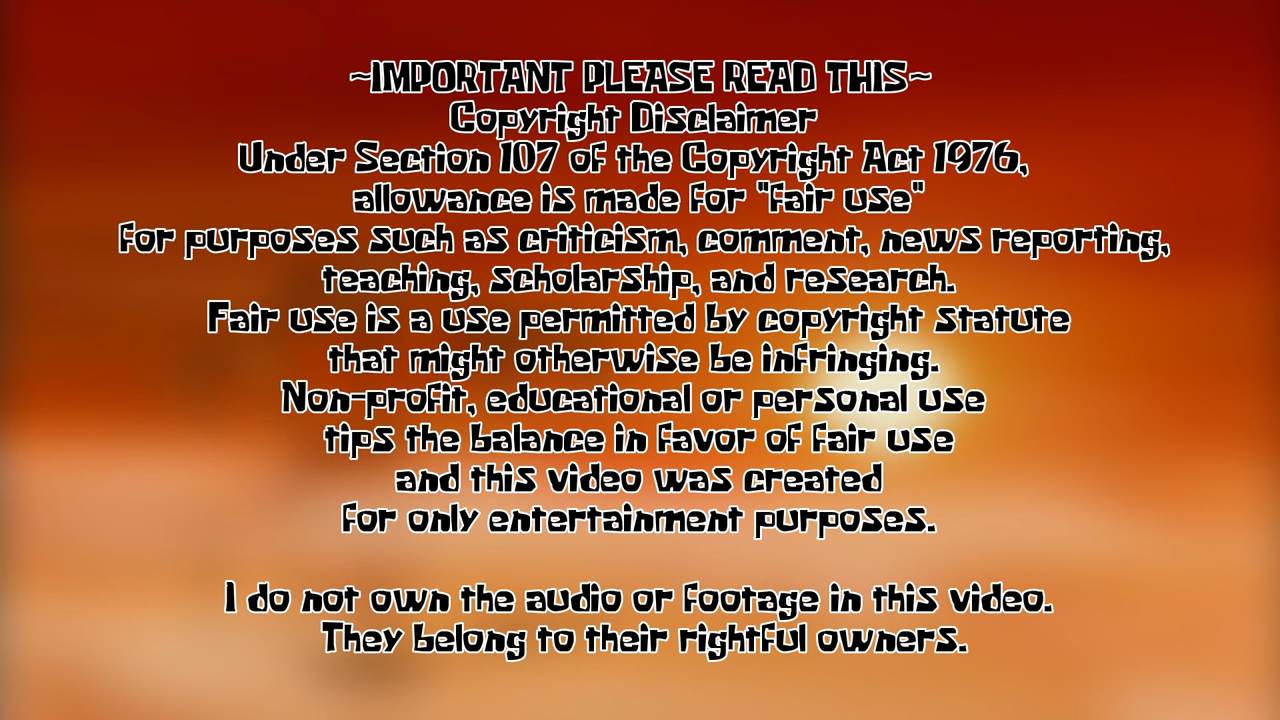 ~IMPORTANT PLEASE READ THIS~
Copyright Disclaimer
Under Section 107 of the Copyright Act 1976,
allowance is made for "fair use"
for purposes such as criticism, comment, news reporting,
teaching, scholarship, and research.
Fair use is a use permitted by copyright statute
that might otherwise be infringing.
Non-profit, educational or personal use
tips the balance in favor of fair use
and this video was created
for only entertainment purposes.
I do not own the audio or footage in this video.
They belong to their rightful owners.